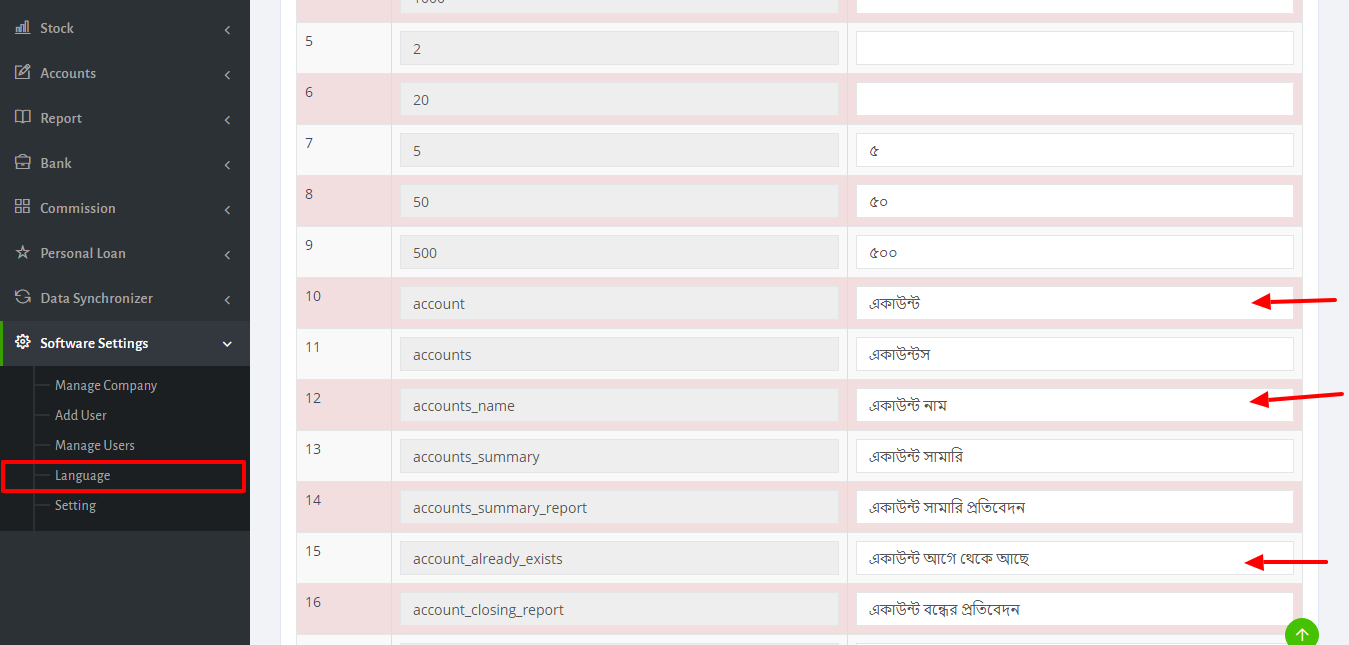 Stock
Accounts
Report
Bank
Commission
Personal Loan
Data Synchronizer
Software Settings
Manage Company
Add User
Manage Users
Language
Setting
1000
5 2
6 20
7 5 ৫
8 50 ৫০
9 500 ৫০০
10 account একাউন্ট
11 accounts একাউন্টস
12 accounts_name একাউন্ট নাম
13 accounts_summary একাউন্ট সামারি
14 accounts_summary_report একাউন্ট সামারি প্রতিবেদন
15 account_already_exists একাউন্ট আগে থেকে আছে
16 account_closing_report একাউন্ট বন্ধের প্রতিবেদন